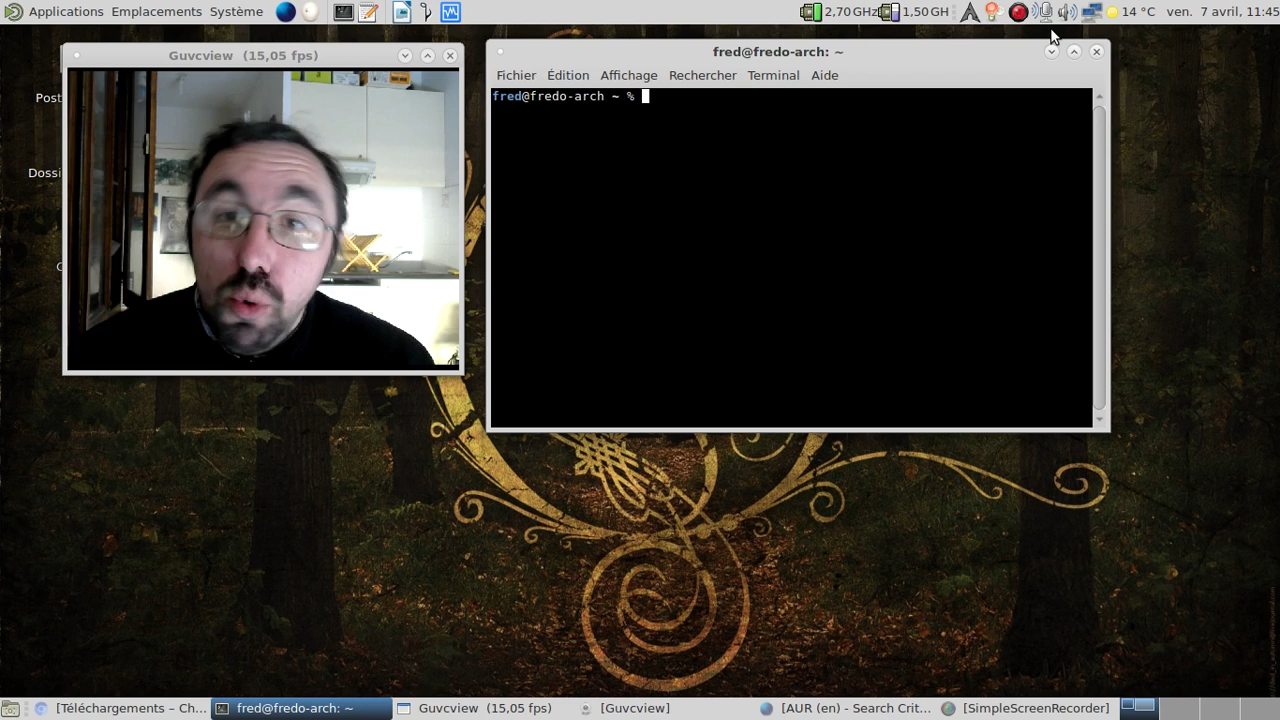 Applications Emplacements Système 2,70 GHz 1,50 GH 14 °C ven. 7 avril, 11:45
Guvcview (15,05 fps)
fred@fredo-arch: ~
Fichier Édition Affichage Rechercher Terminal Aide
fred@fredo-arch ~ %
Post
Dossi
[Téléchargements – Ch... fred@fredo-arch: ~ Guvcview (15,05 fps) [Guvcview] [AUR (en) - Search Crit... [SimpleScreenRecorder]